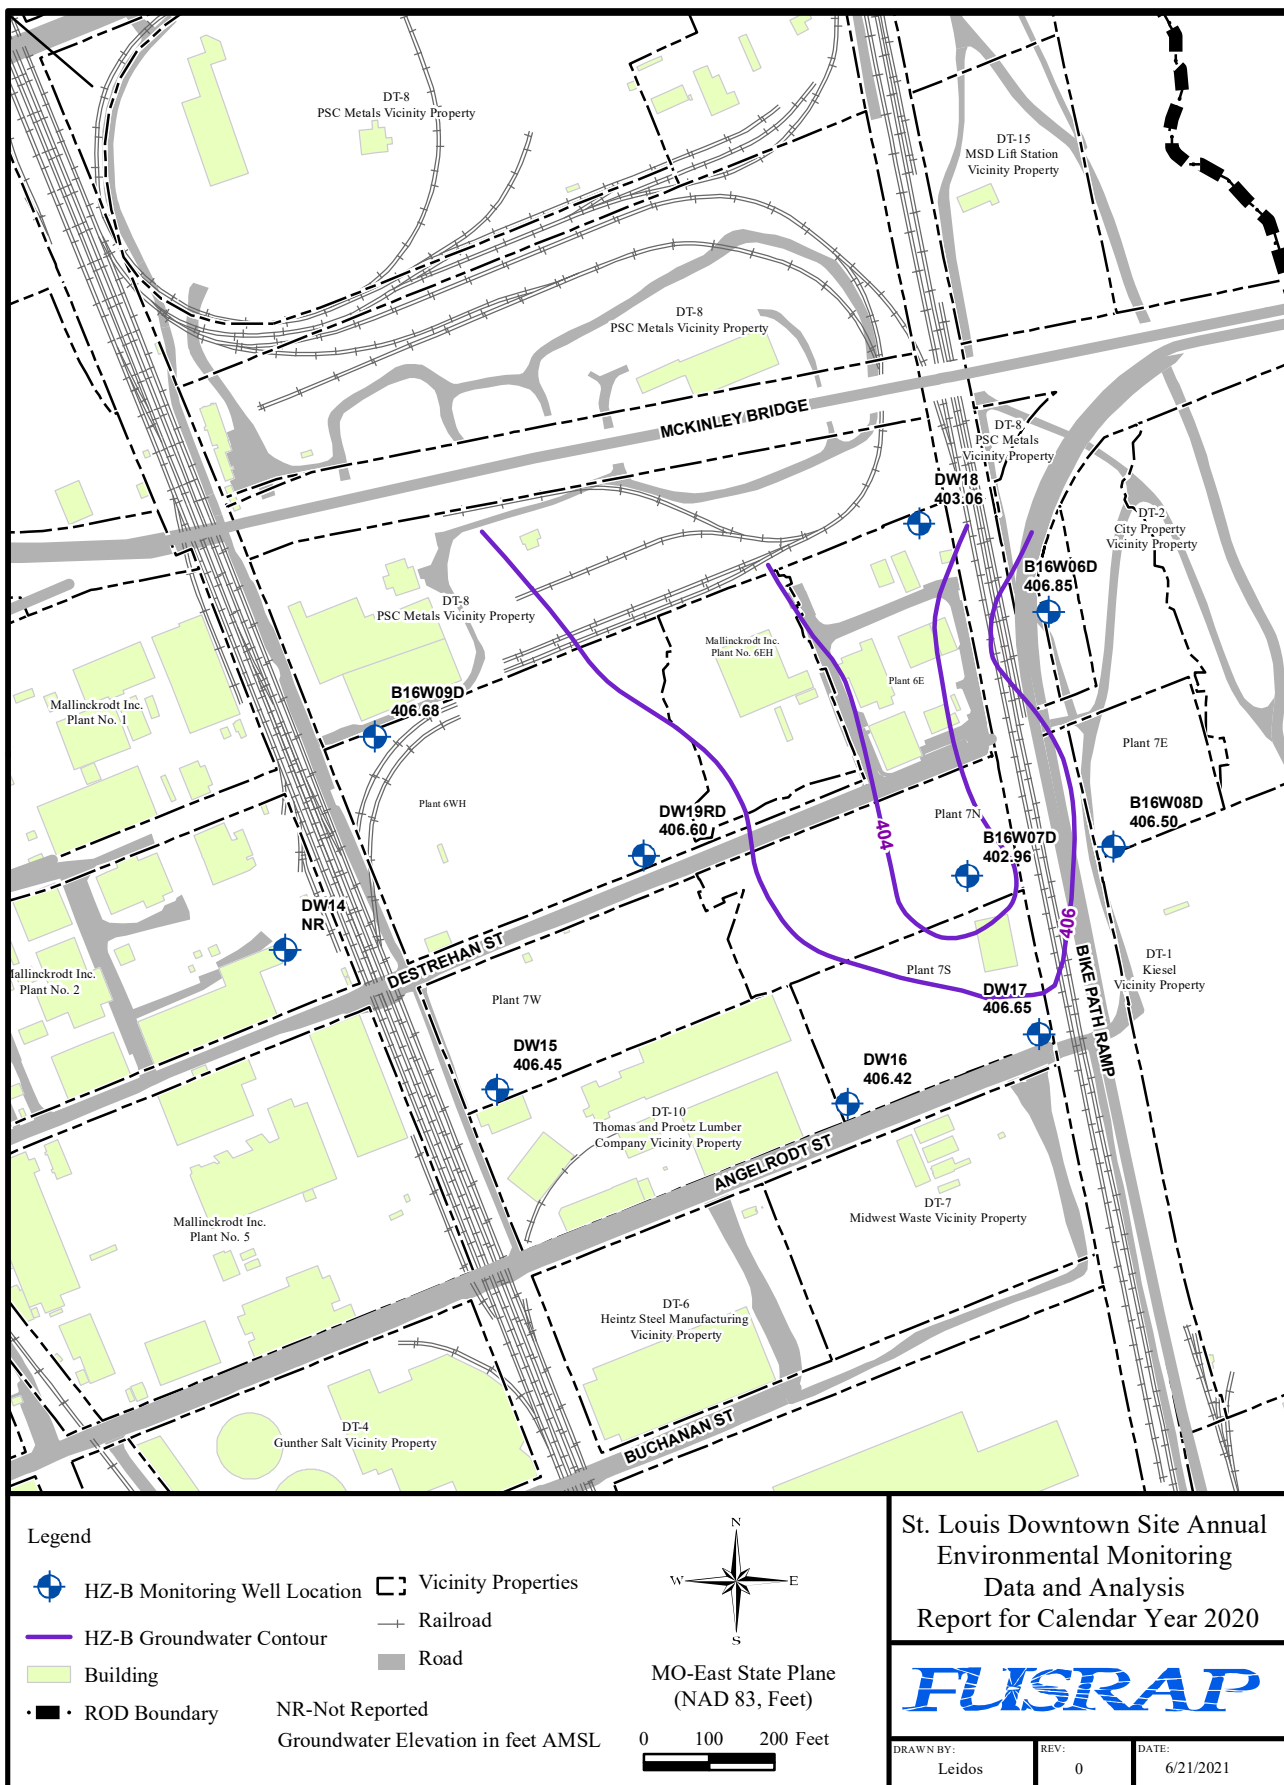 DT-8
PSC Metals Vicinity Property
DT-15
MSD Lift Station
Vicinity Property
DT-8
PSC Metals Vicinity Property
MCKINLEY BRIDGE
DT-8
PSC Metals
Vicinity Property
DW18
403.06
DT-2
City Property
Vicinity Property
B16W06D
406.85
DT-8
PSC Metals Vicinity Property
Mallinckrodt Inc.
Plant No. 6EH
Plant 6E
B16W09D
406.68
Mallinckrodt Inc.
Plant No. 1
Plant 7E
Plant 6WH
DW19RD
406.60
Plant 7N
B16W08D
406.50
404
B16W07D
402.96
DW14
NR
406
DESTREHAN ST
Mallinckrodt Inc.
Plant No. 2
Plant 7S
DT-1
Kiesel
Vicinity Property
Plant 7W
DW17
406.65
BIKE PATH RAMP
DW15
406.45
DW16
406.42
DT-10
Thomas and Proetz Lumber
Company Vicinity Property
ANGELRODT ST
DT-7
Midwest Waste Vicinity Property
Mallinckrodt Inc.
Plant No. 5
DT-6
Heintz Steel Manufacturing
Vicinity Property
BUCHANAN ST
DT-4
Gunther Salt Vicinity Property
Legend
HZ-B Monitoring Well Location
HZ-B Groundwater Contour
Building
ROD Boundary
Vicinity Properties
Railroad
Road
NR-Not Reported
Groundwater Elevation in feet AMSL
N
W
E
S
MO-East State Plane
(NAD 83, Feet)
0 100 200 Feet
St. Louis Downtown Site Annual
Environmental Monitoring
Data and Analysis
Report for Calendar Year 2020
FUSRAP
DRAWN BY:
Leidos
REV:
0
DATE:
6/21/2021